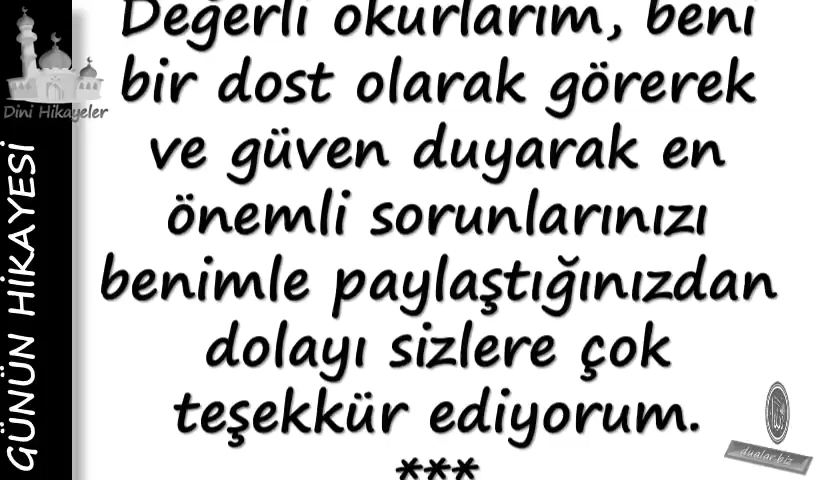 Değerli okurlarım, beni
bir dost olarak görerek
ve güven duyarak en
önemli sorunlarınızı
benimle paylaştığınızdan
dolayı sizlere çok
teşekkür ediyorum.
***
Dini Hikayeler
GÜNÜN HİKAYESİ
dualar.biz